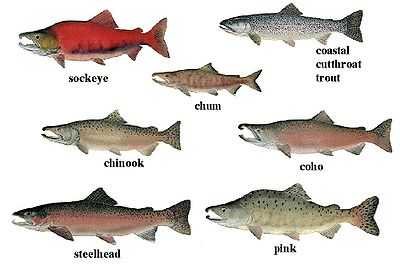 sockeye
coastal
cutthroat
trout
chum
chinook
coho
steelhead
pink